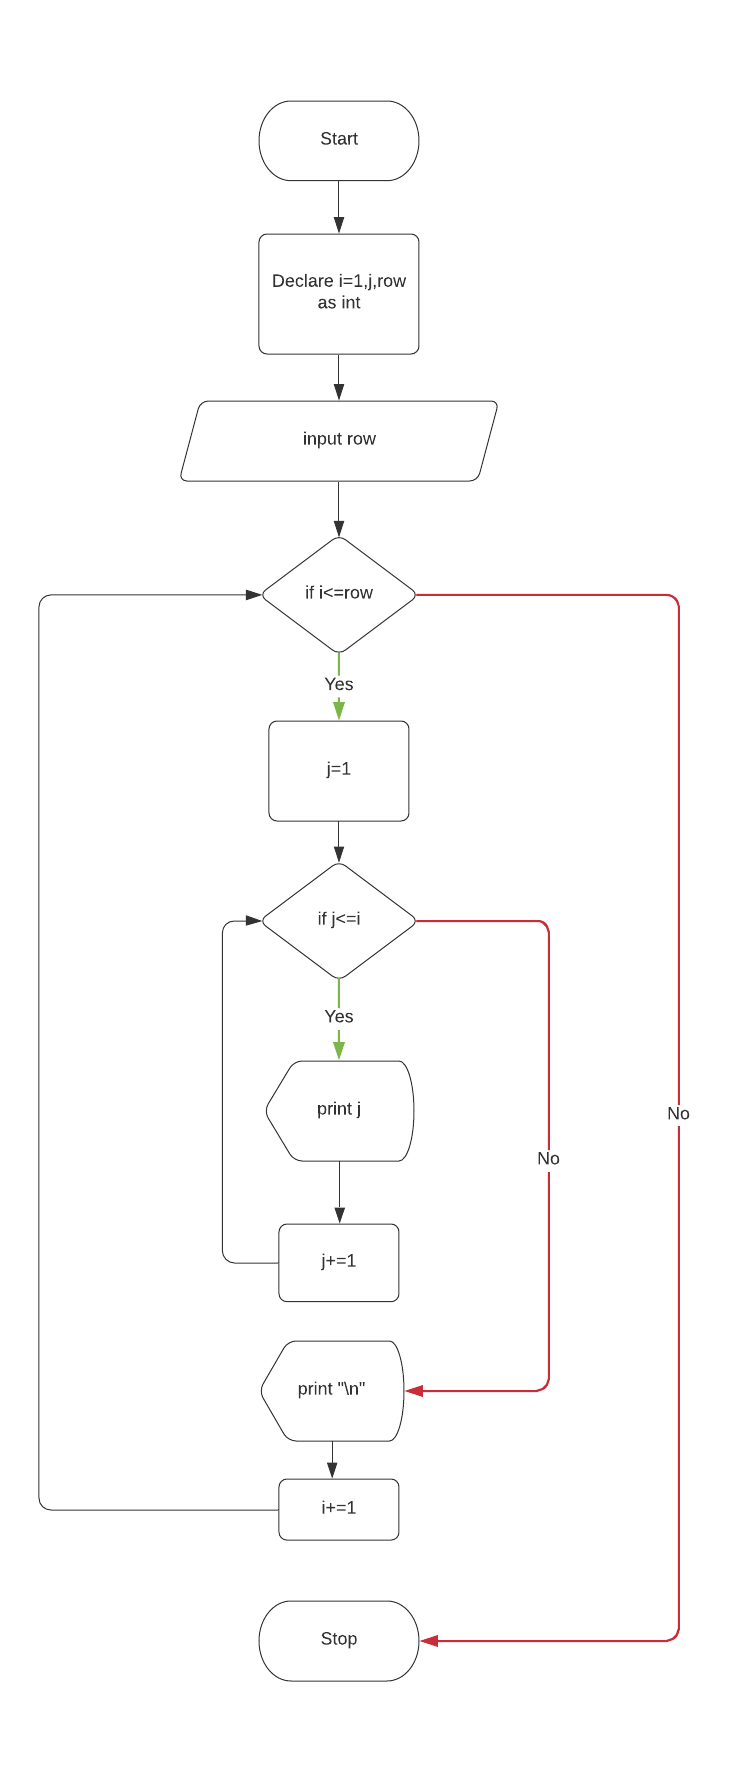 Start
Declare i=1,j,row
as int
input row
if i<=row
Yes
j=1
if j<=i
Yes
print j
No
No
j+=1
print "\n"
i+=1
Stop